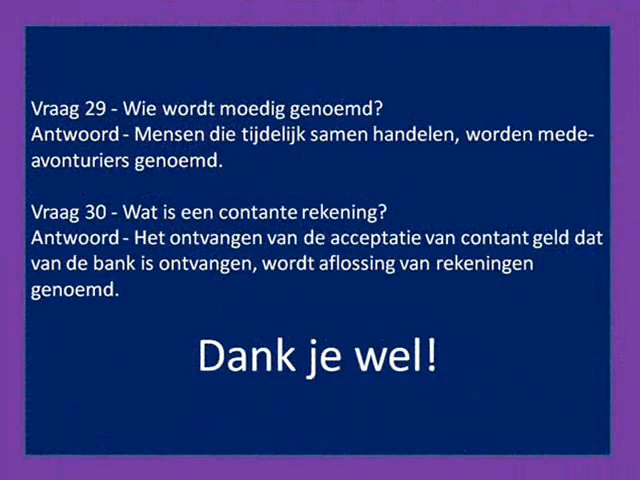 Vraag 29 - Wie wordt moedig genoemd?
Antwoord - Mensen die tijdelijk samen handelen, worden mede-
avonturiers genoemd.
Vraag 30 - Wat is een contante rekening?
Antwoord - Het ontvangen van de acceptatie van contant geld dat
van de bank is ontvangen, wordt aflossing van rekeningen
genoemd.
Dank je wel!